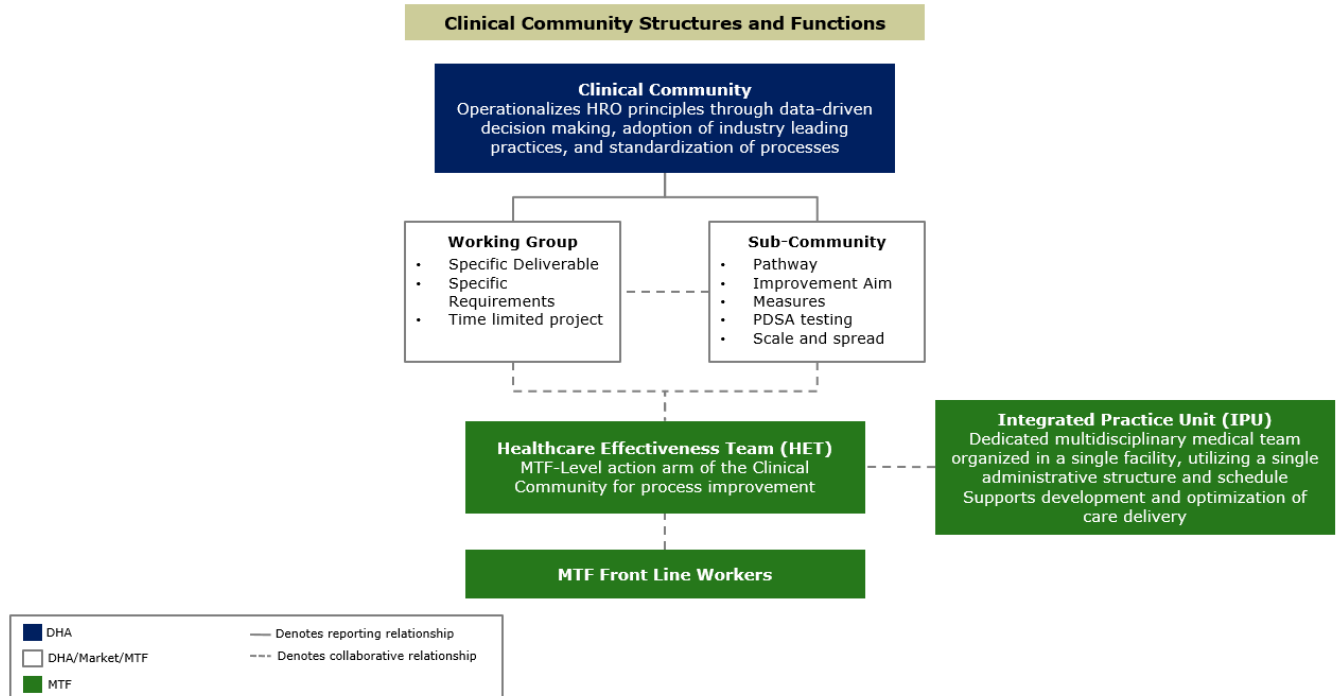 Clinical Community Structures and Functions
Clinical Community
Operationalizes HRO principles through data-driven
decision making, adoption of industry leading
practices, and standardization of processes
Working Group
• Specific Deliverable
• Specific
Requirements
• Time limited project
Sub-Community
• Pathway
• Improvement Aim
• Measures
• PDSA testing
• Scale and spread
Healthcare Effectiveness Team (HET)
MTF-Level action arm of the Clinical
Community for process improvement
Integrated Practice Unit (IPU)
Dedicated multidisciplinary medical team
organized in a single facility, utilizing a single
administrative structure and schedule
Supports development and optimization of
care delivery
MTF Front Line Workers
DHA
DHA/Market/MTF
MTF
Denotes reporting relationship
Denotes collaborative relationship